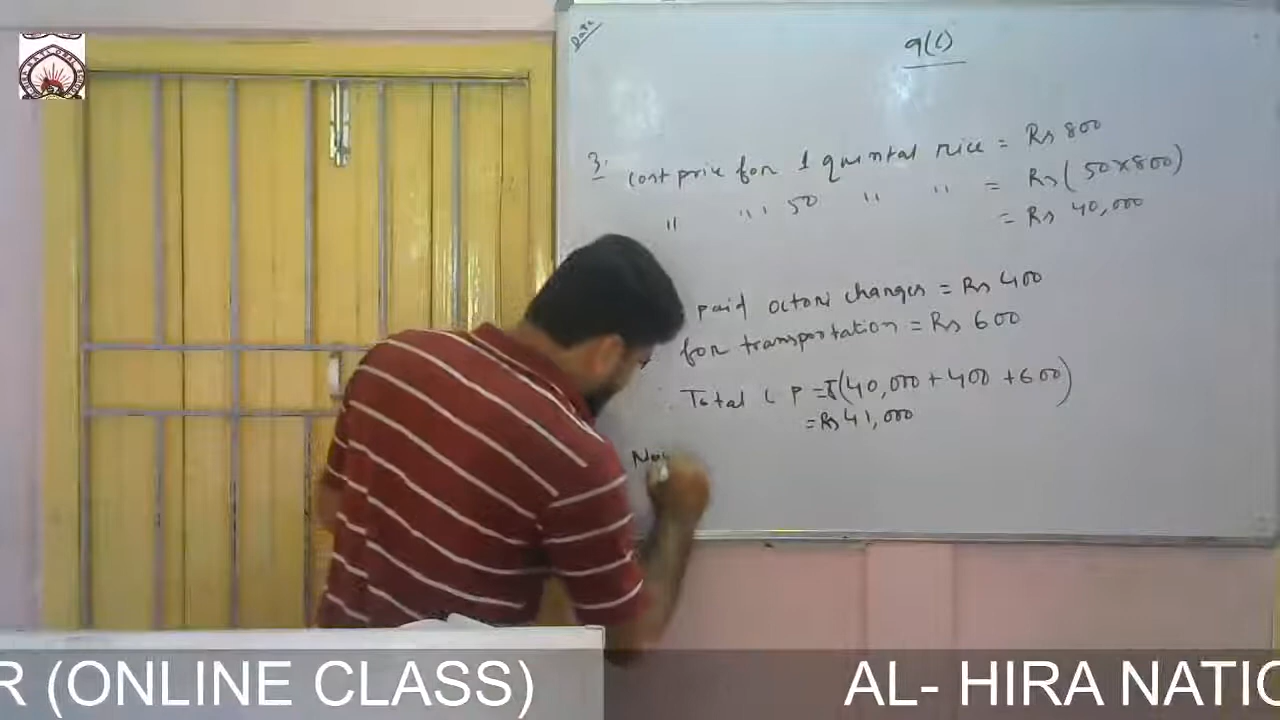 Date
9(C)
3. Cost price for 1 quintal rice = Rs 800
" " 50 " " = Rs (50×800)
= Rs 40,000
paid octori charges = Rs 400
for transportation = Rs 600
Total C P = ₹(40,000 + 400 + 600)
= Rs 41,000
R (ONLINE CLASS) AL- HIRA NATIO